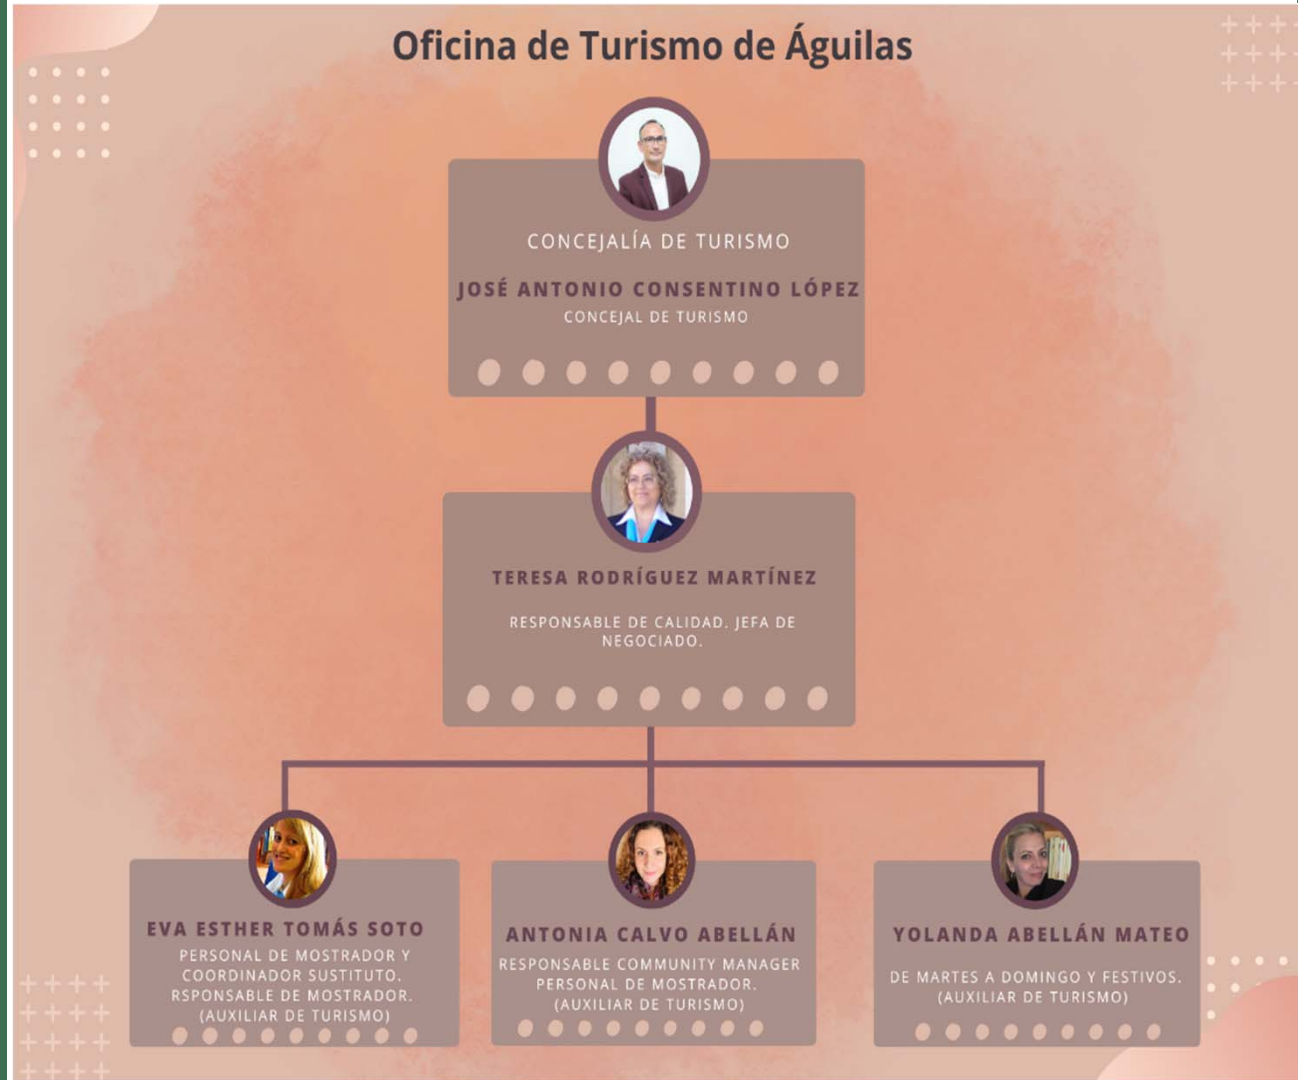 Oficina de Turismo de Águilas
CONCEJALÍA DE TURISMO
JOSÉ ANTONIO CONSENTINO LÓPEZ
CONCEJAL DE TURISMO
TERESA RODRÍGUEZ MARTÍNEZ
RESPONSABLE DE CALIDAD. JEFA DE
NEGOCIADO.
EVA ESTHER TOMÁS SOTO
PERSONAL DE MOSTRADOR Y
COORDINADOR SUSTITUTO.
RSPONSABLE DE MOSTRADOR.
(AUXILIAR DE TURISMO)
ANTONIA CALVO ABELLÁN
RESPONSABLE COMMUNITY MANAGER
PERSONAL DE MOSTRADOR.
(AUXILIAR DE TURISMO)
YOLANDA ABELLÁN MATEO
DE MARTES A DOMINGO Y FESTIVOS.
(AUXILIAR DE TURISMO)